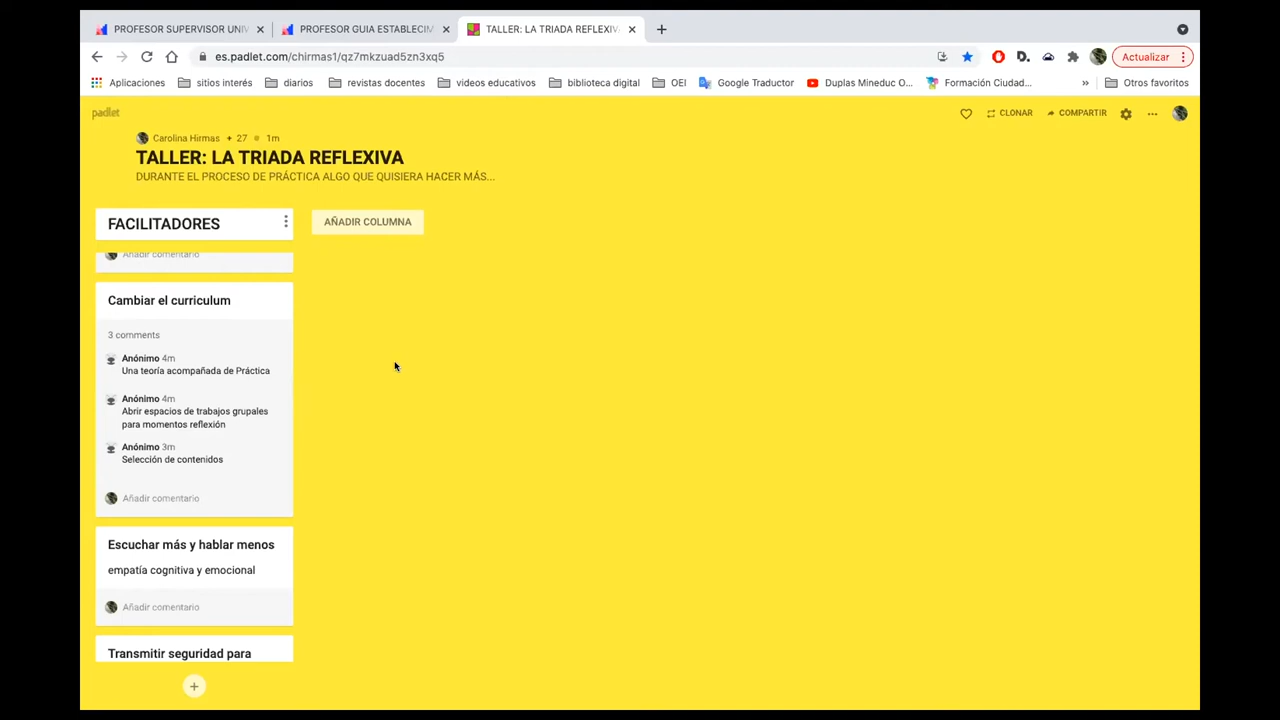 PROFESOR SUPERVISOR UNIV
PROFESOR GUIA ESTABLECIM
TALLER: LA TRIADA REFLEXIV
es.padlet.com/chirmas1/qz7mkzuad5zn3xq5
Actualizar
Aplicaciones
sitios interés
diarios
revistas docentes
videos educativos
biblioteca digital
OEI
Google Traductor
Duplas Mineduc O...
Formación Ciudad...
»
Otros favoritos
padlet
CLONAR
COMPARTIR
Carolina Hirmas + 27 1m
TALLER: LA TRIADA REFLEXIVA
DURANTE EL PROCESO DE PRÁCTICA ALGO QUE QUISIERA HACER MÁS...
FACILITADORES
AÑADIR COLUMNA
Añadir comentario
Cambiar el curriculum
3 comments
Anónimo 4m
Una teoría acompañada de Práctica
Anónimo 4m
Abrir espacios de trabajos grupales
para momentos reflexión
Anónimo 3m
Selección de contenidos
Añadir comentario
Escuchar más y hablar menos
empatía cognitiva y emocional
Añadir comentario
Transmitir seguridad para